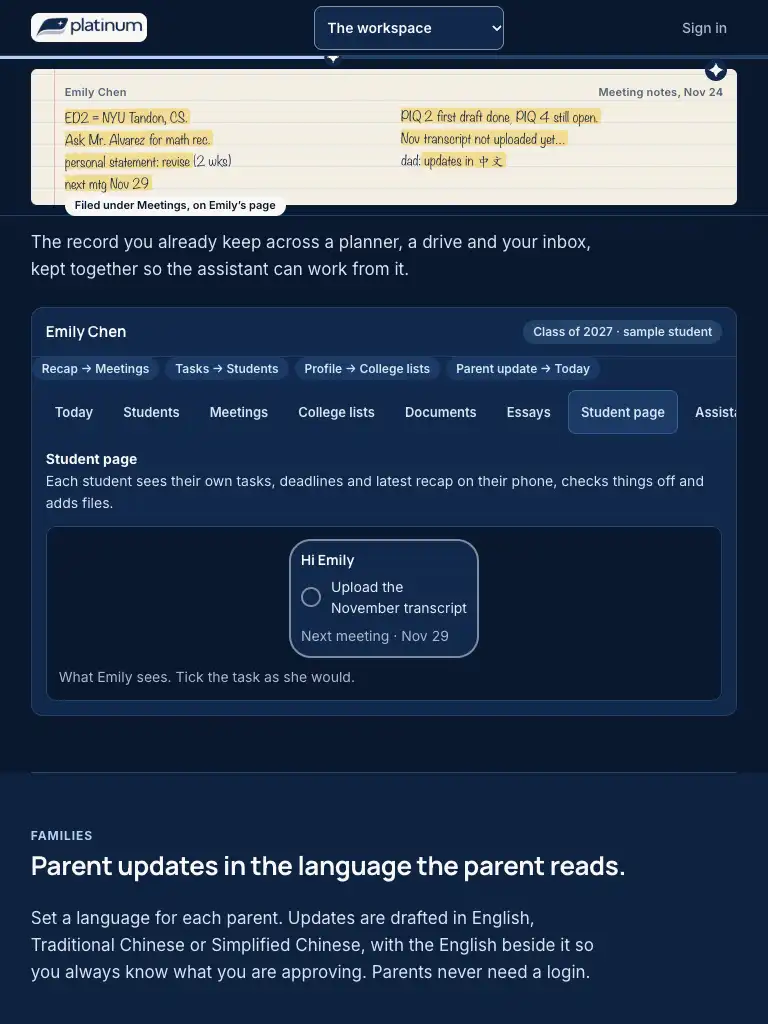 platinum
The workspace
Sign in
Emily Chen
Meeting notes, Nov 24
ED2 = NYU Tandon, CS.
Ask Mr. Alvarez for math rec.
personal statement: revise (2 wks)
next mtg Nov 29
PIQ 2 first draft done, PIQ 4 still open.
Nov transcript not uploaded yet...
dad: updates in 中文
Filed under Meetings, on Emily's page
The record you already keep across a planner, a drive and your inbox,
kept together so the assistant can work from it.
Emily Chen
Class of 2027 · sample student
Recap → Meetings
Tasks → Students
Profile → College lists
Parent update → Today
Today
Students
Meetings
College lists
Documents
Essays
Student page
Student page
Each student sees their own tasks, deadlines and latest recap on their phone, checks things off and
adds files.
Hi Emily
Upload the
November transcript
Next meeting · Nov 29
What Emily sees. Tick the task as she would.
FAMILIES
Parent updates in the language the parent reads.
Set a language for each parent. Updates are drafted in English,
Traditional Chinese or Simplified Chinese, with the English beside it so
you always know what you are approving. Parents never need a login.